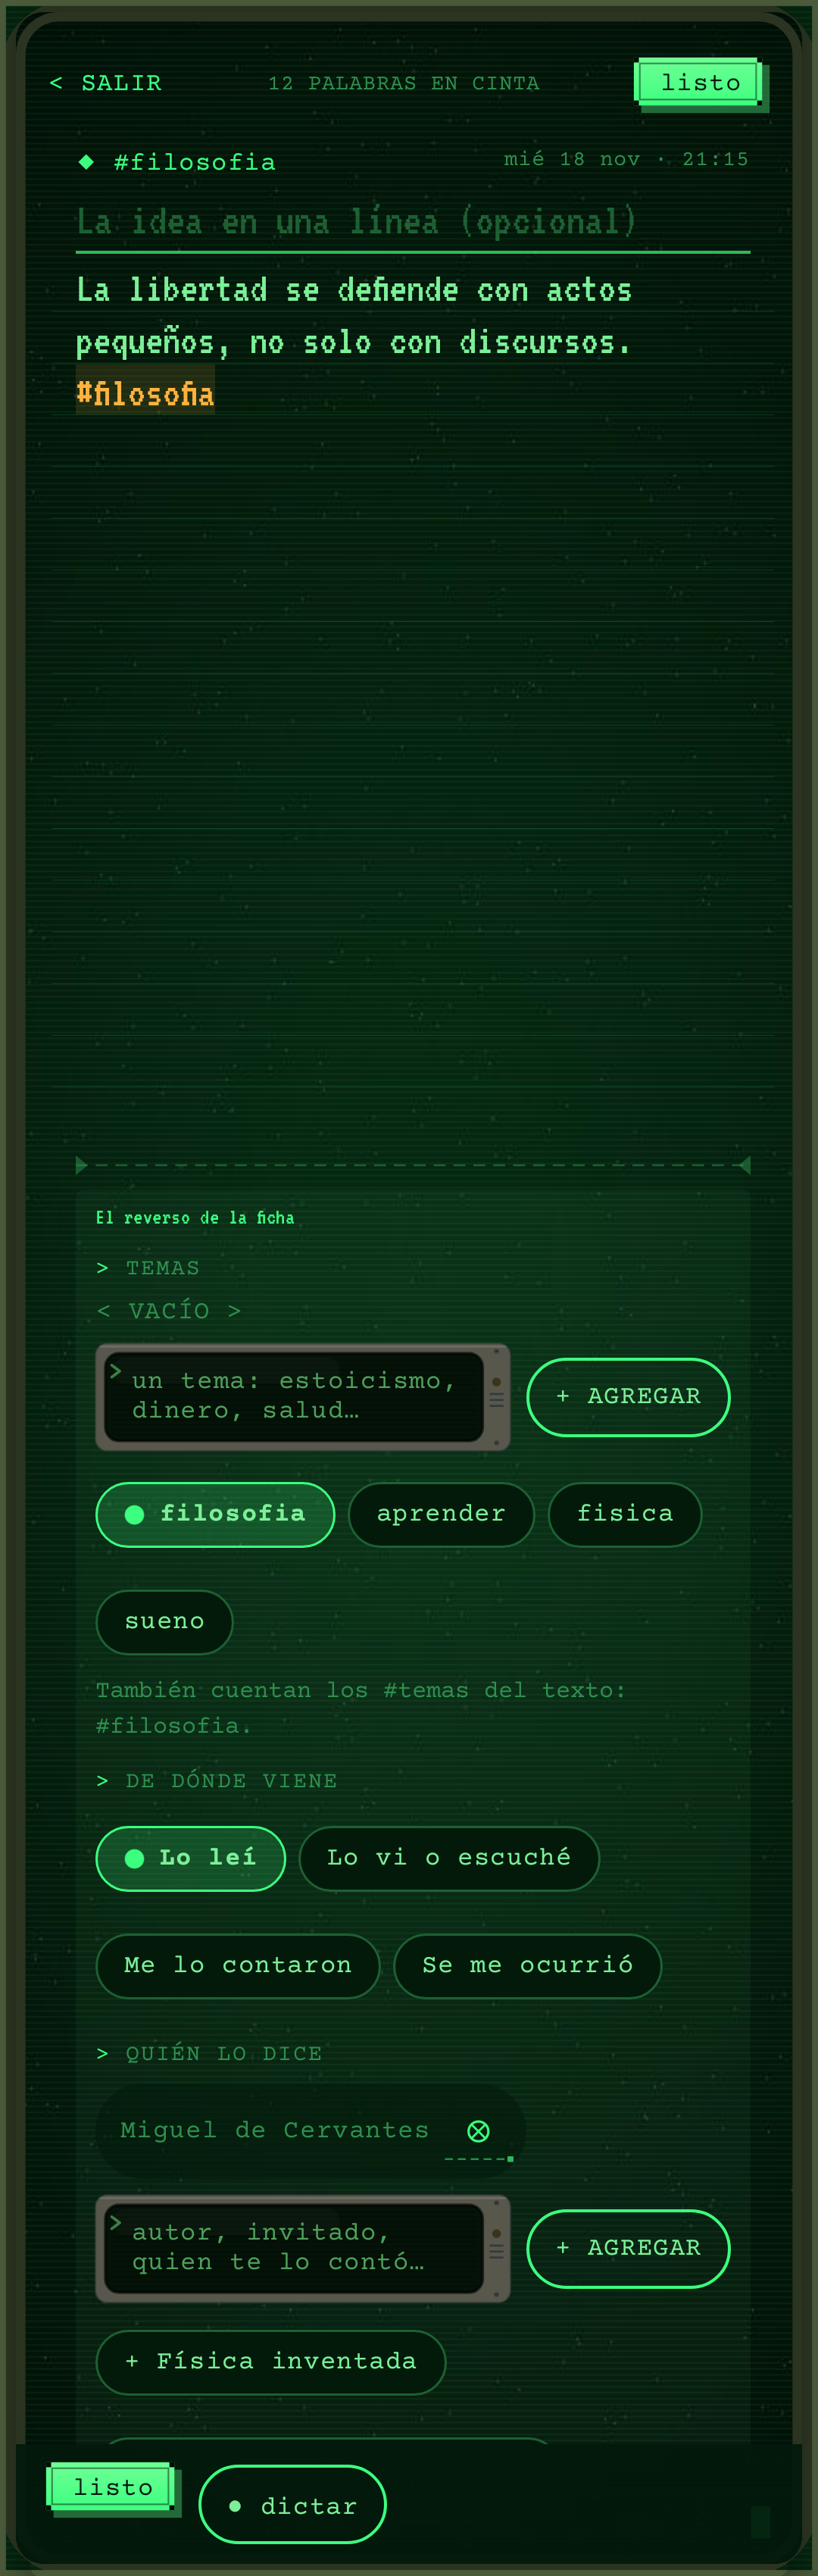 < SALIR
12 PALABRAS EN CINTA
listo
◆ #filosofia
mié 18 nov · 21:15
La idea en una línea (opcional)
La libertad se defiende con actos
pequeños, no solo con discursos.
#filosofia
El reverso de la ficha
> TEMAS
< VACÍO >
> un tema: estoicismo,
dinero, salud…
+ AGREGAR
● filosofia
aprender
fisica
sueno
También cuentan los #temas del texto:
#filosofia.
> DE DÓNDE VIENE
● Lo leí
Lo vi o escuché
Me lo contaron
Se me ocurrió
> QUIÉN LO DICE
Miguel de Cervantes ⊗
> autor, invitado,
quien te lo contó…
+ AGREGAR
+ Física inventada
listo
● dictar